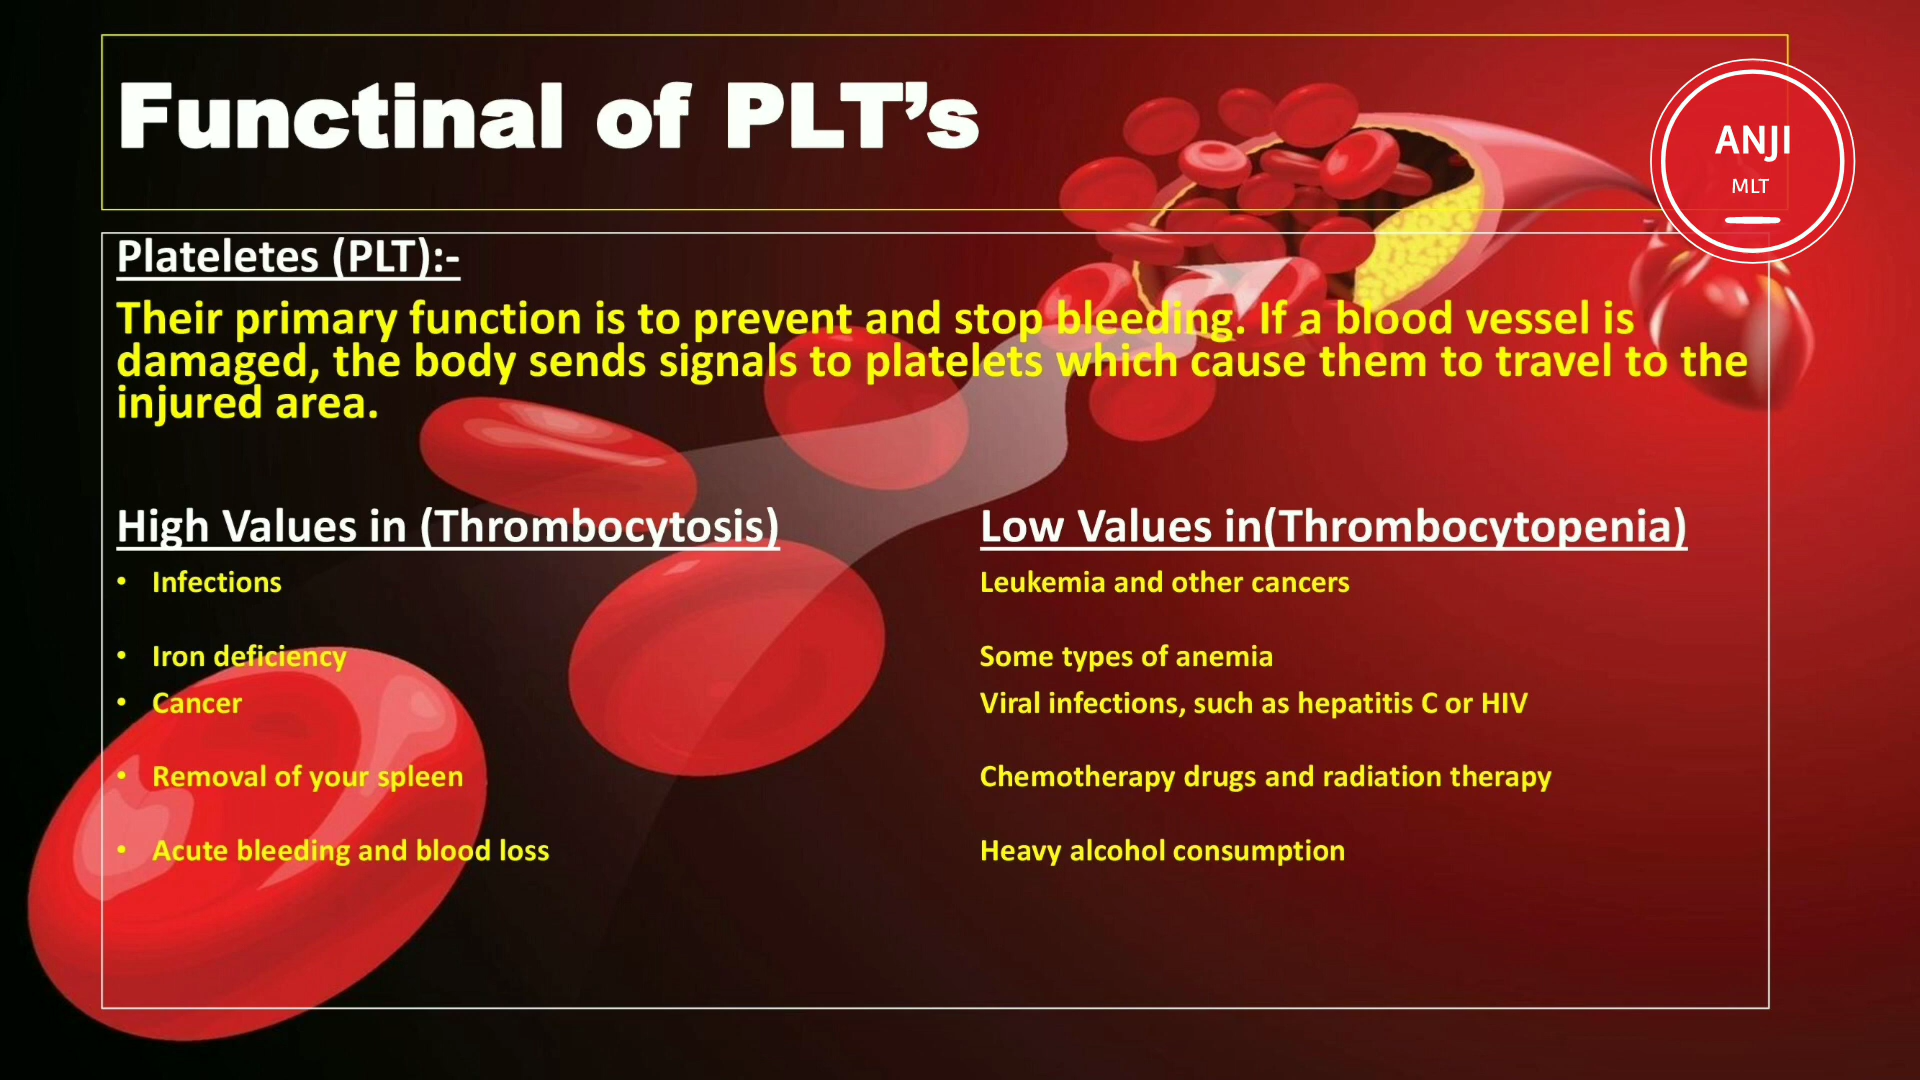 Functinal of PLT’s
ANJI
MLT
Plateletes (PLT):-
Their primary function is to prevent and stop bleeding. If a blood vessel is
damaged, the body sends signals to platelets which cause them to travel to the
injured area.
High Values in (Thrombocytosis)
• Infections
• Iron deficiency
• Cancer
• Removal of your spleen
• Acute bleeding and blood loss
Low Values in(Thrombocytopenia)
Leukemia and other cancers
Some types of anemia
Viral infections, such as hepatitis C or HIV
Chemotherapy drugs and radiation therapy
Heavy alcohol consumption